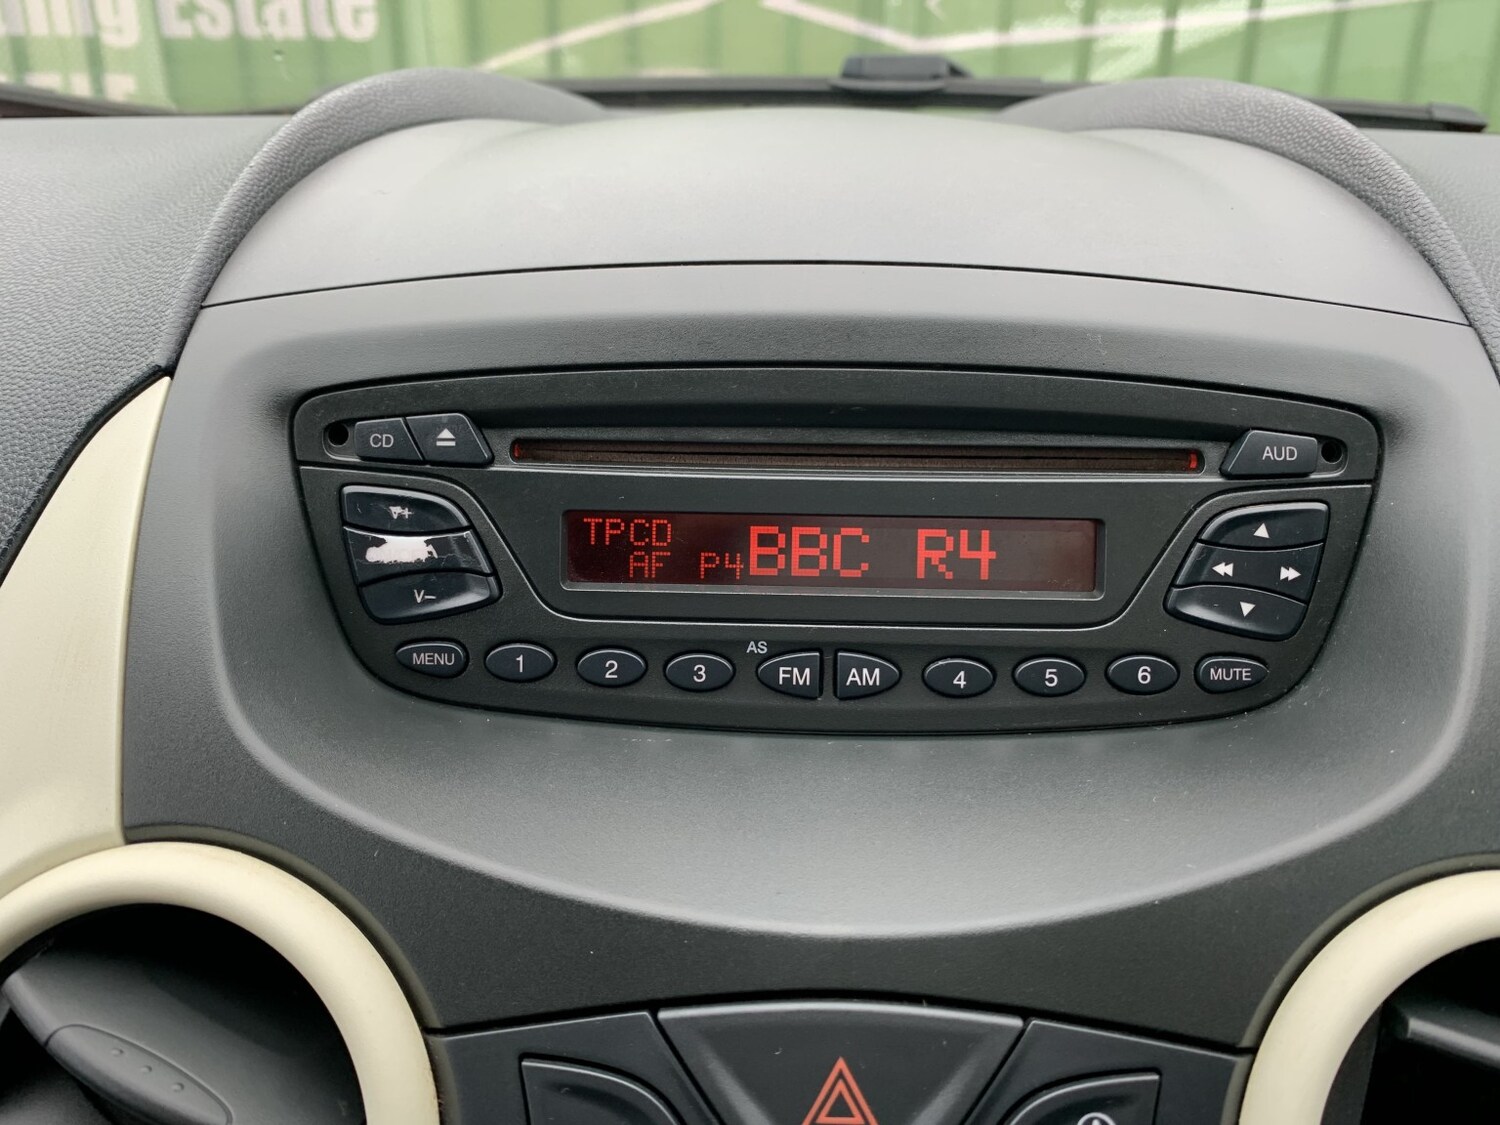 Estate
CD
AUD
V+
TPCD
AF P4 BBC R4
V–
MENU 1 2 3 AS FM AM 4 5 6 MUTE